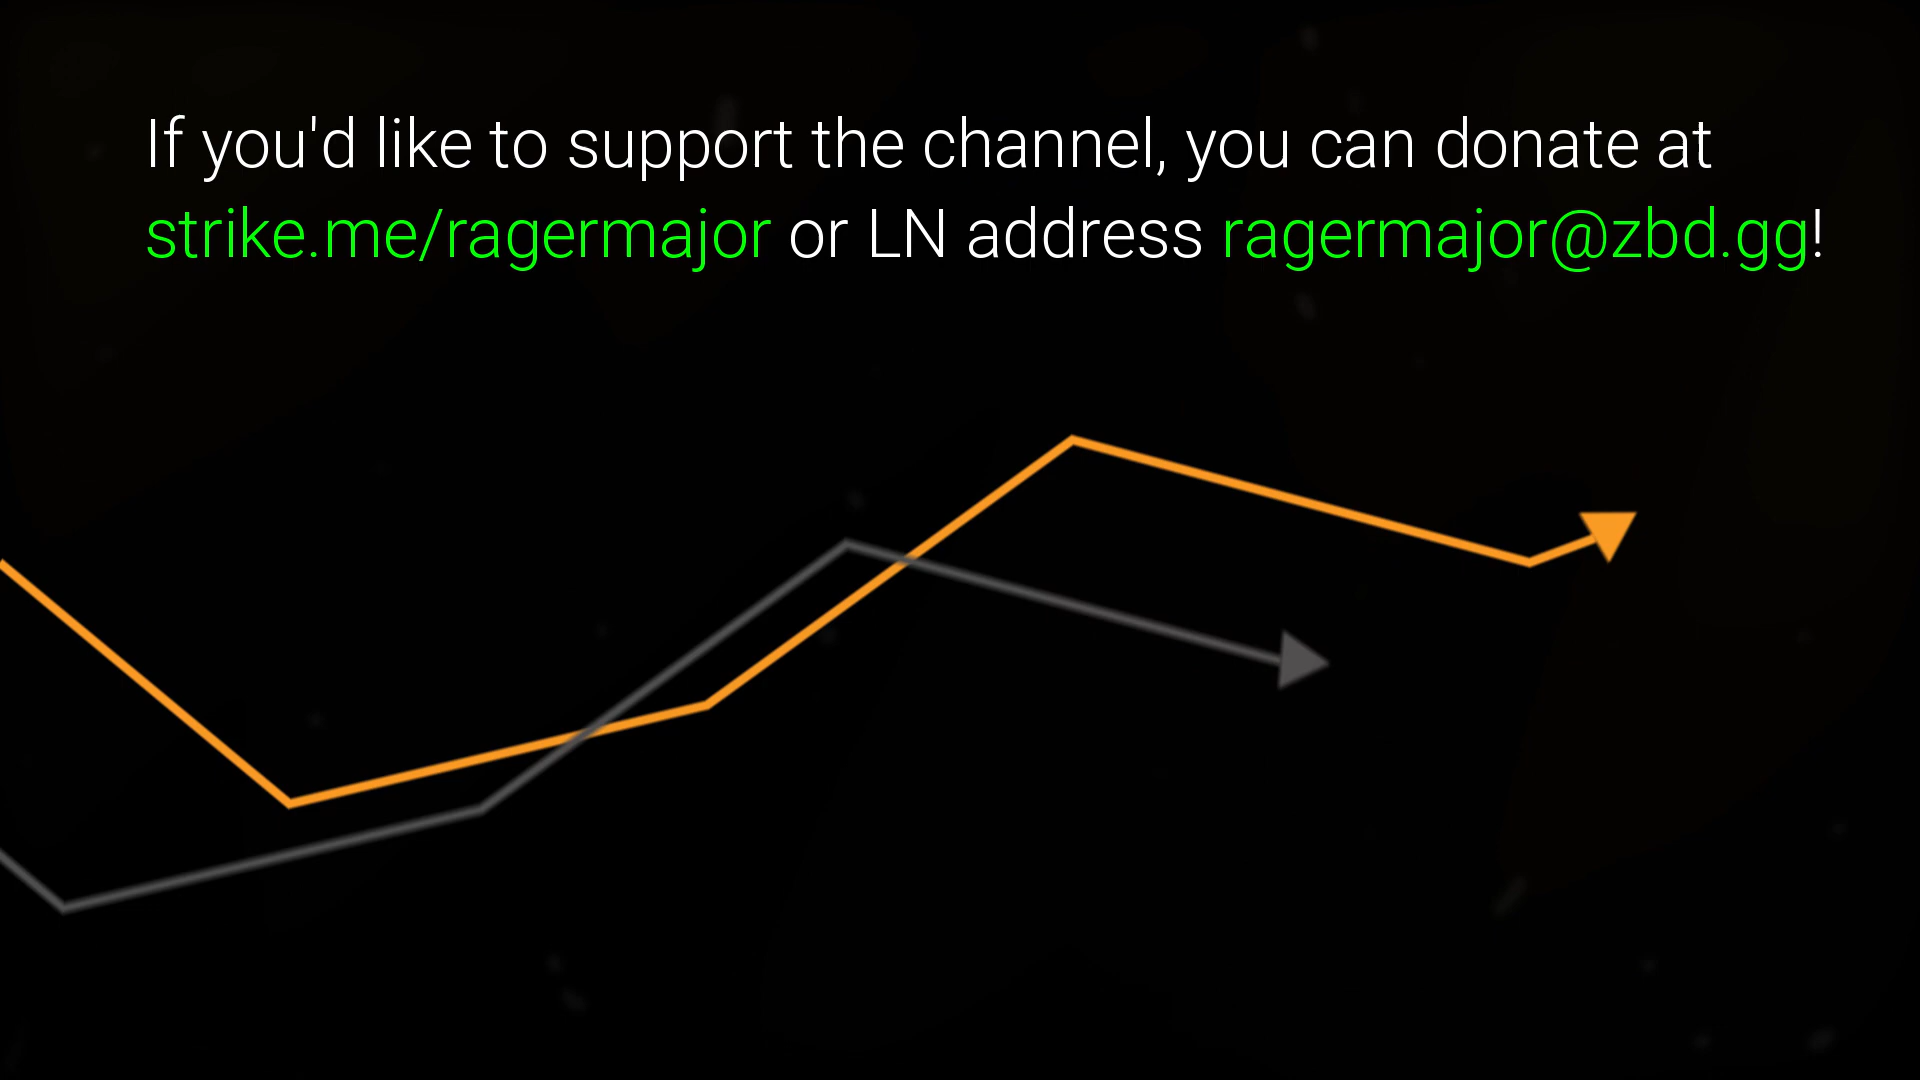 If you'd like to support the channel, you can donate at
strike.me/ragermajor or LN address ragermajor@zbd.gg!